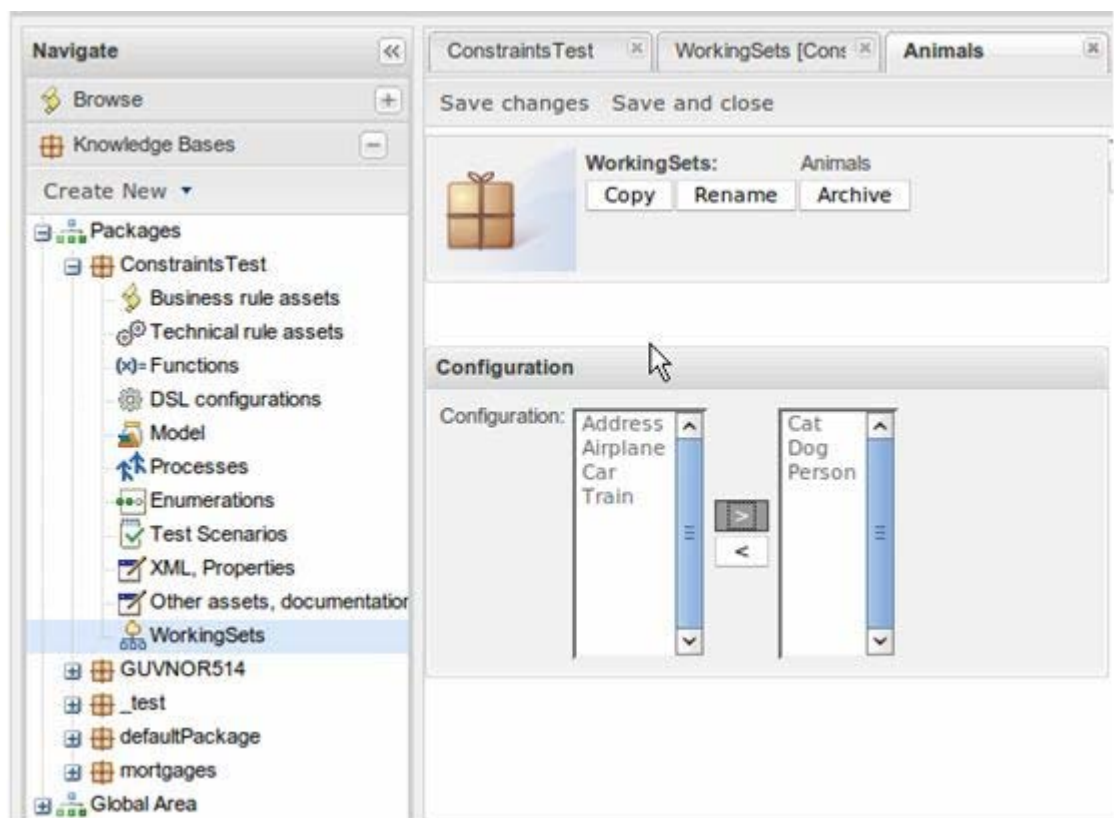 Navigate
Browse
Knowledge Bases
Create New
Packages
ConstraintsTest
Business rule assets
Technical rule assets
(x)= Functions
DSL configurations
Model
Processes
Enumerations
Test Scenarios
XML, Properties
Other assets, documentation
WorkingSets
GUVNOR514
_test
defaultPackage
mortgages
Global Area
ConstraintsTest WorkingSets [Cons Animals
Save changes Save and close
WorkingSets: Animals
Copy Rename Archive
Configuration
Configuration:
Address
Airplane
Car
Train
>
<
Cat
Dog
Person